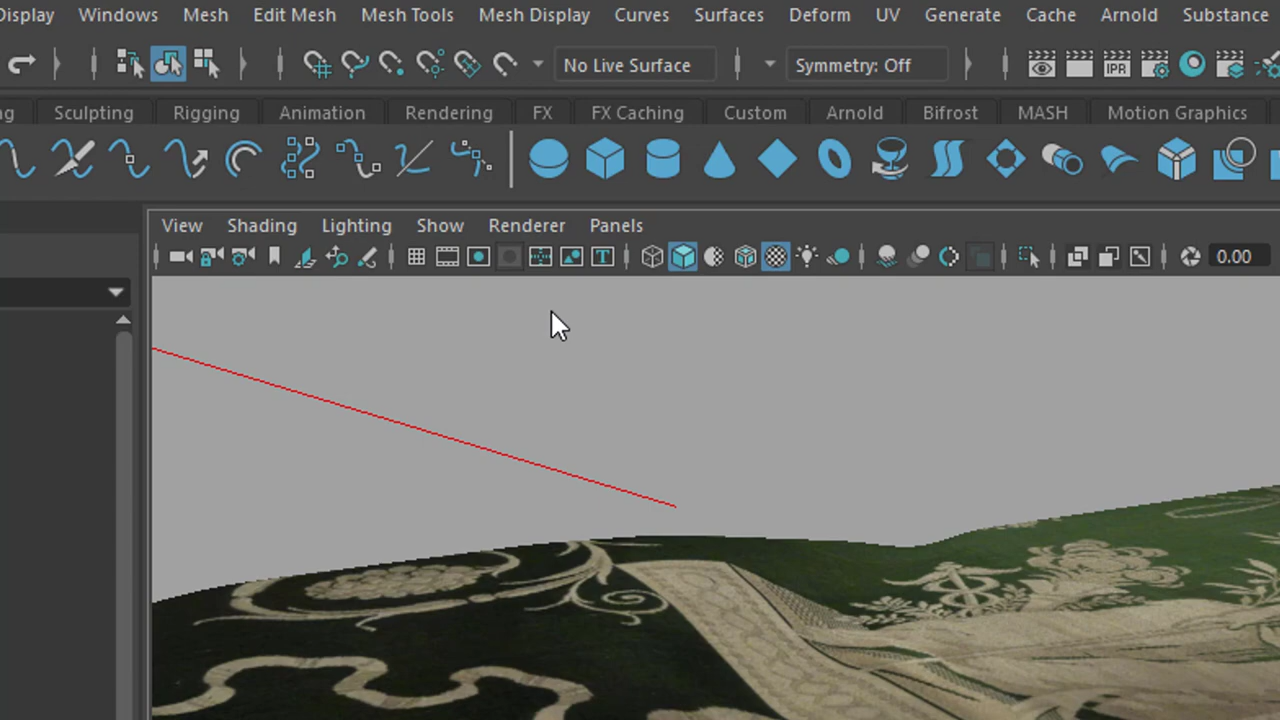 Display Windows Mesh Edit Mesh Mesh Tools Mesh Display Curves Surfaces Deform UV Generate Cache Arnold Substance
No Live Surface Symmetry: Off IPR
Sculpting Rigging Animation Rendering FX FX Caching Custom Arnold Bifrost MASH Motion Graphics
View Shading Lighting Show Renderer Panels
T 0.00